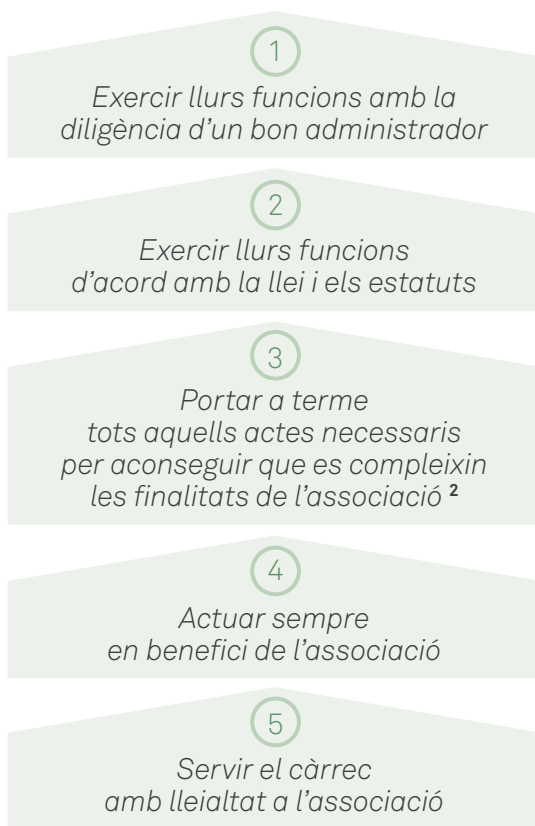 1
Exercir llurs funcions amb la
diligència d'un bon administrador
2
Exercir llurs funcions
d'acord amb la llei i els estatuts
3
Portar a terme
tots aquells actes necessaris
per aconseguir que es compleixin
les finalitats de l'associació ²
4
Actuar sempre
en benefici de l'associació
5
Servir el càrrec
amb lleialtat a l'associació